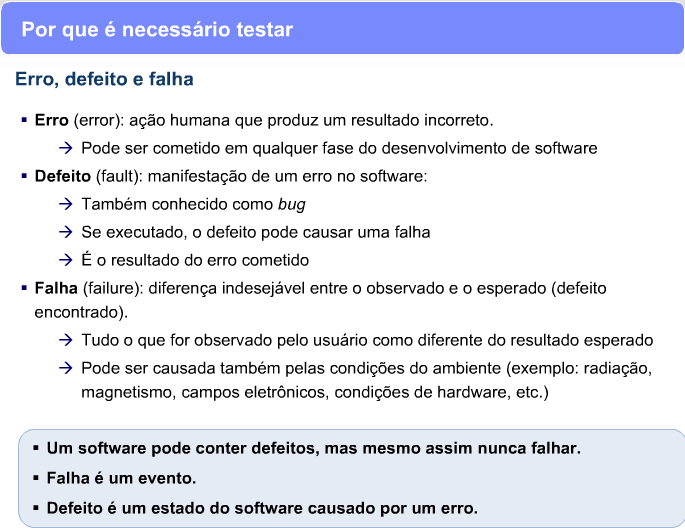 Por que é necessário testar
Erro, defeito e falha
▪ Erro (error): ação humana que produz um resultado incorreto.
→ Pode ser cometido em qualquer fase do desenvolvimento de software
▪ Defeito (fault): manifestação de um erro no software:
→ Também conhecido como bug
→ Se executado, o defeito pode causar uma falha
→ É o resultado do erro cometido
▪ Falha (failure): diferença indesejável entre o observado e o esperado (defeito
encontrado).
→ Tudo o que for observado pelo usuário como diferente do resultado esperado
→ Pode ser causada também pelas condições do ambiente (exemplo: radiação,
magnetismo, campos eletrônicos, condições de hardware, etc.)
▪ Um software pode conter defeitos, mas mesmo assim nunca falhar.
▪ Falha é um evento.
▪ Defeito é um estado do software causado por um erro.